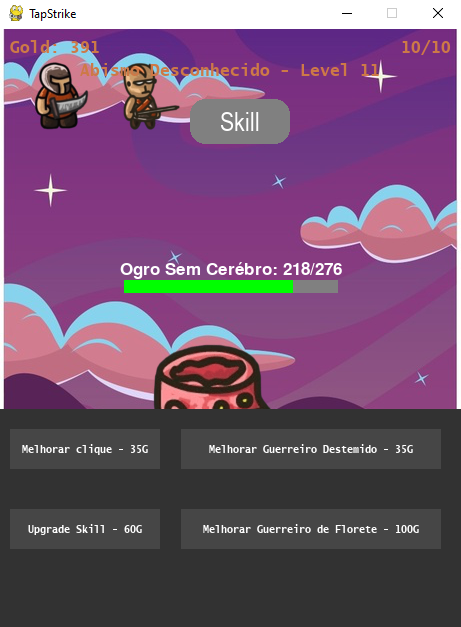 TapStrike
Gold: 391
10/10
Abismo Desconhecido - Level 11
Skill
Ogro Sem Cerébro: 218/276
Melhorar clique - 35G
Melhorar Guerreiro Destemido - 35G
Upgrade Skill - 60G
Melhorar Guerreiro de Florete - 100G